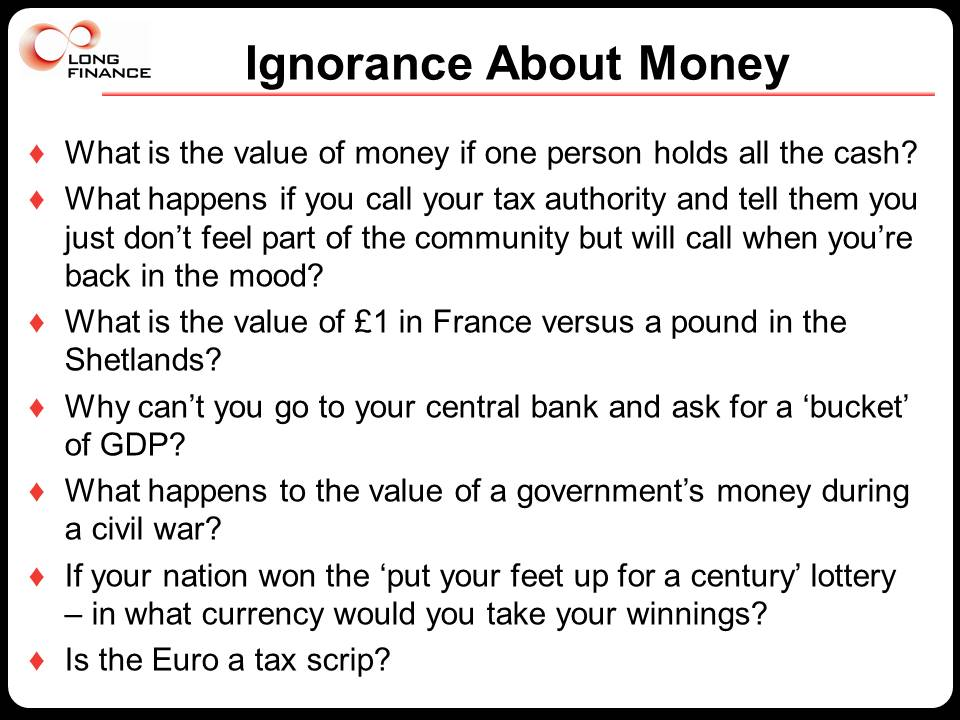 LONG
FINANCE
Ignorance About Money
♦ What is the value of money if one person holds all the cash?
♦ What happens if you call your tax authority and tell them you
just don’t feel part of the community but will call when you’re
back in the mood?
♦ What is the value of £1 in France versus a pound in the
Shetlands?
♦ Why can’t you go to your central bank and ask for a ‘bucket’
of GDP?
♦ What happens to the value of a government’s money during
a civil war?
♦ If your nation won the ‘put your feet up for a century’ lottery
– in what currency would you take your winnings?
♦ Is the Euro a tax scrip?